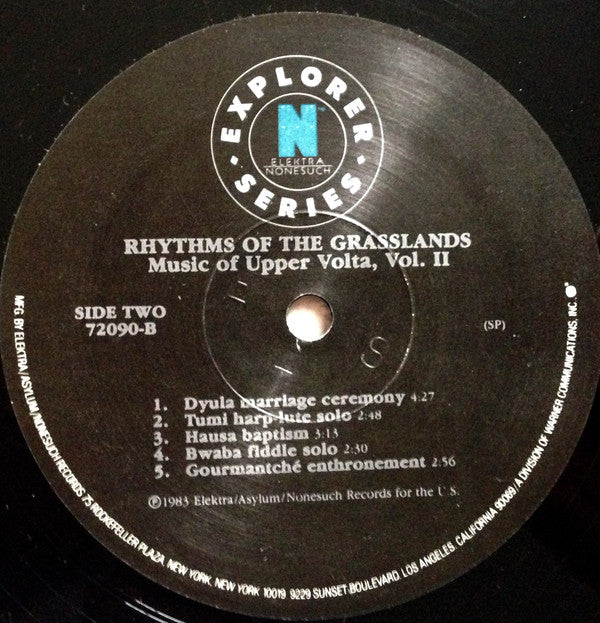 EXPLORER
N™
ELEKTRA
NONESUCH
• SERIES •
RHYTHMS OF THE GRASSLANDS
Music of Upper Volta, Vol. II
SIDE TWO
72090-B
(SP)
1. Dyula marriage ceremony 4:27
2. Tumi harp-lute solo 2:48
3. Hausa baptism 3:13
4. Bwaba fiddle solo 2:30
5. Gourmantché enthronement 2:56
℗1983 Elektra/Asylum/Nonesuch Records for the U.S.
MFG. BY ELEKTRA/ASYLUM/NONESUCH RECORDS 75 ROCKEFELLER PLAZA, NEW YORK, NEW YORK 10019 9229 SUNSET BOULEVARD, LOS ANGELES, CALIFORNIA 90069/A DIVISION OF WARNER COMMUNICATIONS, INC.